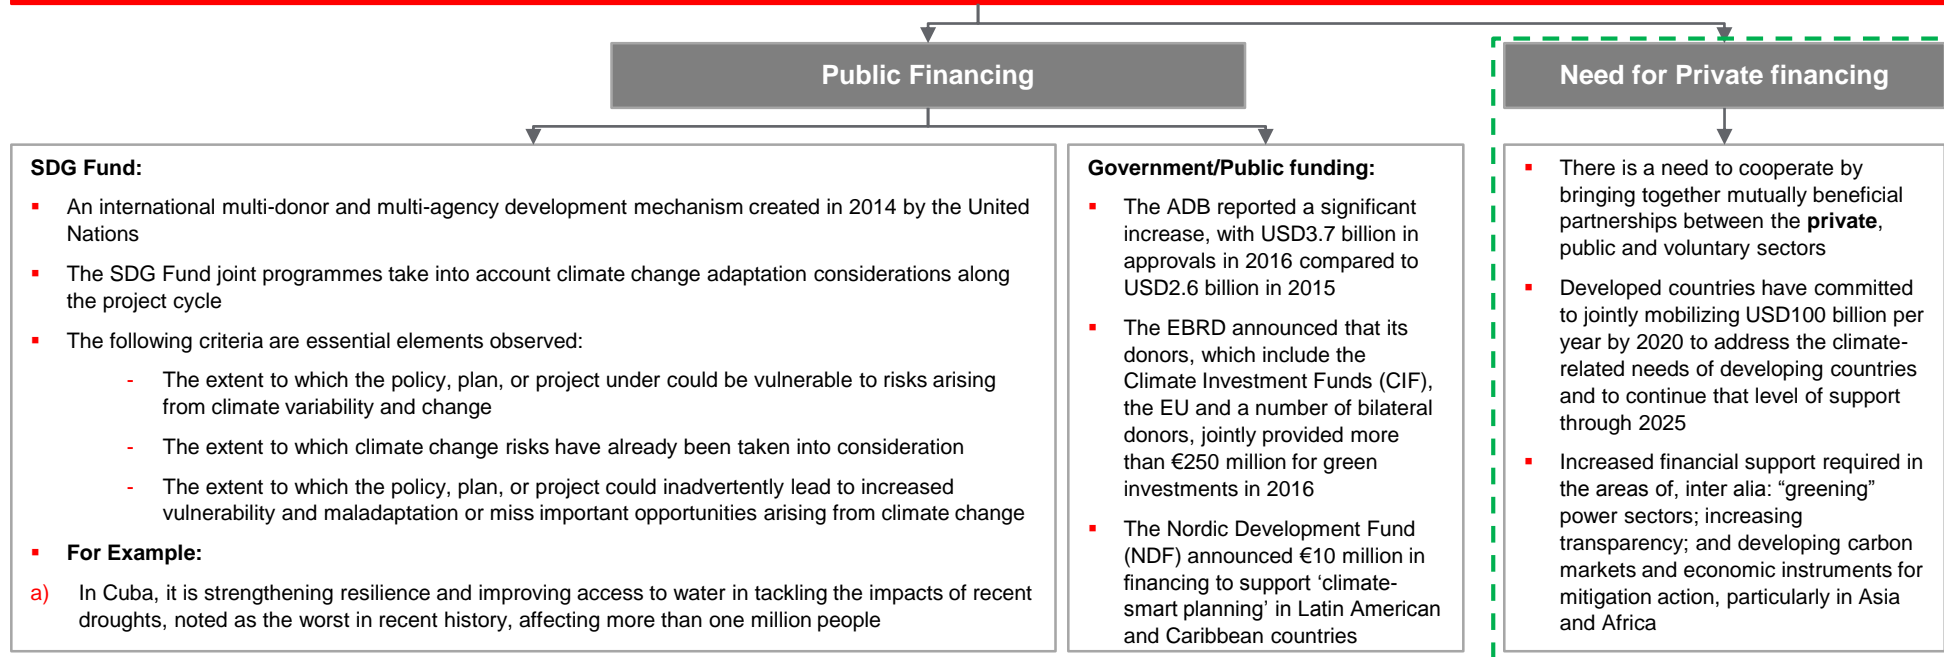 Public Financing
Need for Private financing
SDG Fund:
▪ An international multi-donor and multi-agency development mechanism created in 2014 by the United
Nations
▪ The SDG Fund joint programmes take into account climate change adaptation considerations along
the project cycle
▪ The following criteria are essential elements observed:
- The extent to which the policy, plan, or project under could be vulnerable to risks arising
from climate variability and change
- The extent to which climate change risks have already been taken into consideration
- The extent to which the policy, plan, or project could inadvertently lead to increased
vulnerability and maladaptation or miss important opportunities arising from climate change
▪ For Example:
a) In Cuba, it is strengthening resilience and improving access to water in tackling the impacts of recent
droughts, noted as the worst in recent history, affecting more than one million people
Government/Public funding:
▪ The ADB reported a significant
increase, with USD3.7 billion in
approvals in 2016 compared to
USD2.6 billion in 2015
▪ The EBRD announced that its
donors, which include the
Climate Investment Funds (CIF),
the EU and a number of bilateral
donors, jointly provided more
than €250 million for green
investments in 2016
▪ The Nordic Development Fund
(NDF) announced €10 million in
financing to support ‘climate-
smart planning’ in Latin American
and Caribbean countries
▪ There is a need to cooperate by
bringing together mutually beneficial
partnerships between the private,
public and voluntary sectors
▪ Developed countries have committed
to jointly mobilizing USD100 billion per
year by 2020 to address the climate-
related needs of developing countries
and to continue that level of support
through 2025
▪ Increased financial support required in
the areas of, inter alia: “greening”
power sectors; increasing
transparency; and developing carbon
markets and economic instruments for
mitigation action, particularly in Asia
and Africa